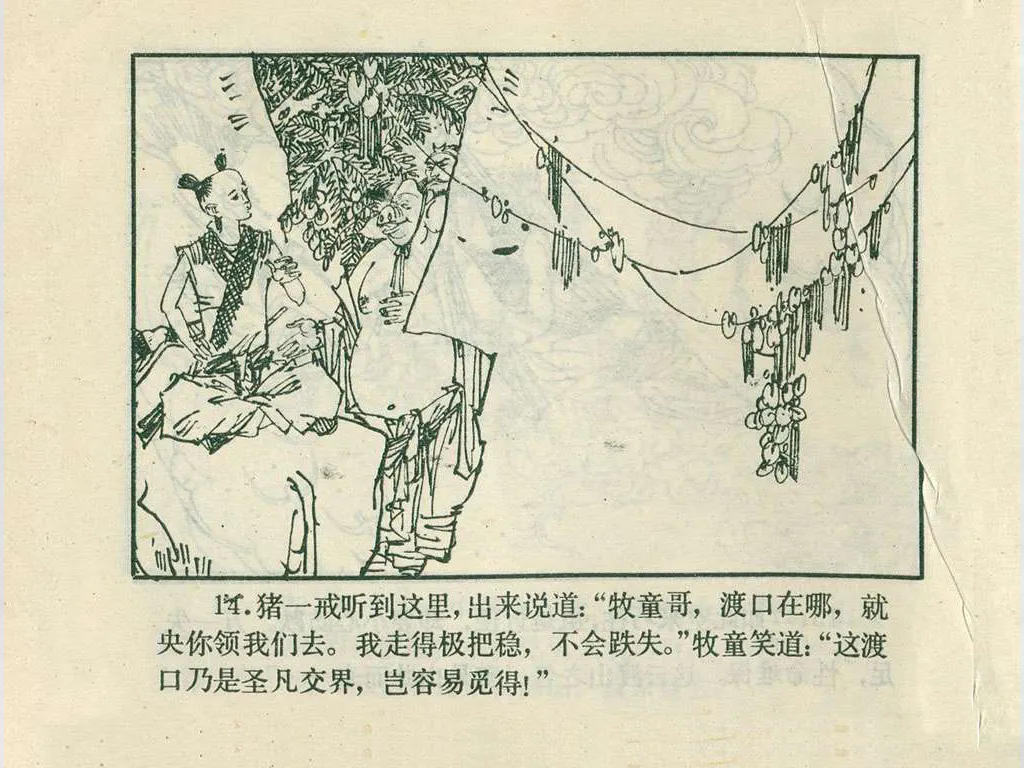 14.猪一戒听到这里，出来说道：“牧童哥，渡口在哪，就
央你领我们去。我走得极把稳，不会跌失。”牧童笑道：“这渡
口乃是圣凡交界，岂容易觅得！”